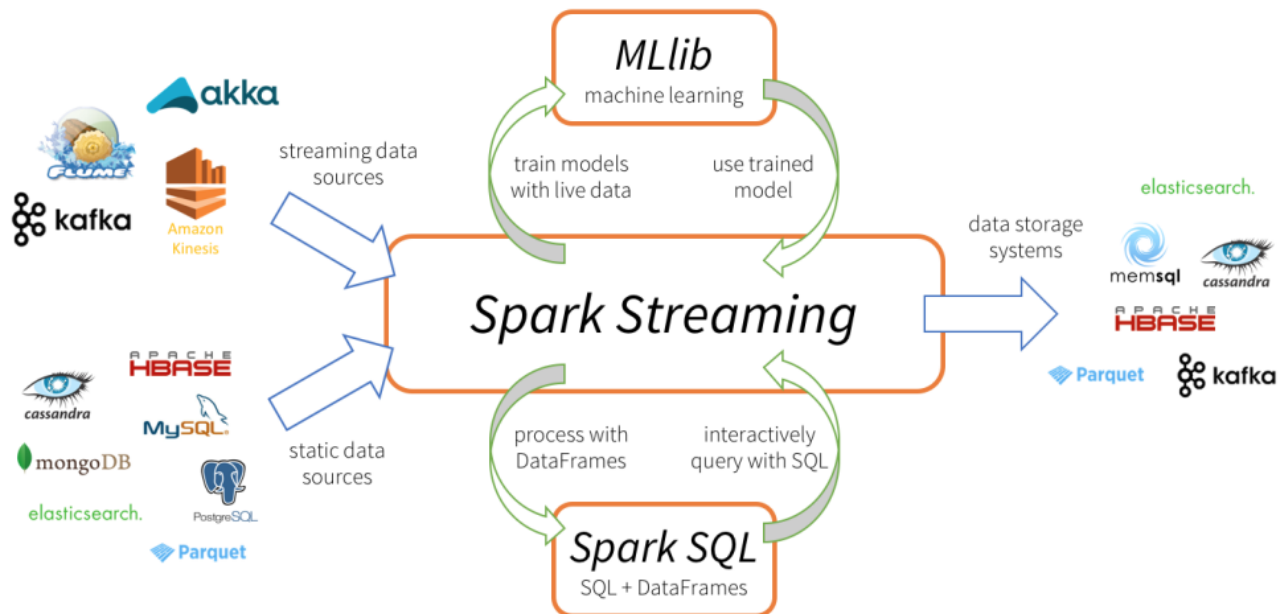 MLlib
machine learning
akka
FLUME
kafka
Amazon
Kinesis
streaming data
sources
train models
with live data
use trained
model
Spark Streaming
data storage
systems
elasticsearch.
memsql
cassandra
APACHE
HBASE
Parquet
kafka
APACHE
HBASE
cassandra
MySQL®
mongoDB
PostgreSQL
elasticsearch.
Parquet
static data
sources
process with
DataFrames
interactively
query with SQL
Spark SQL
SQL + DataFrames